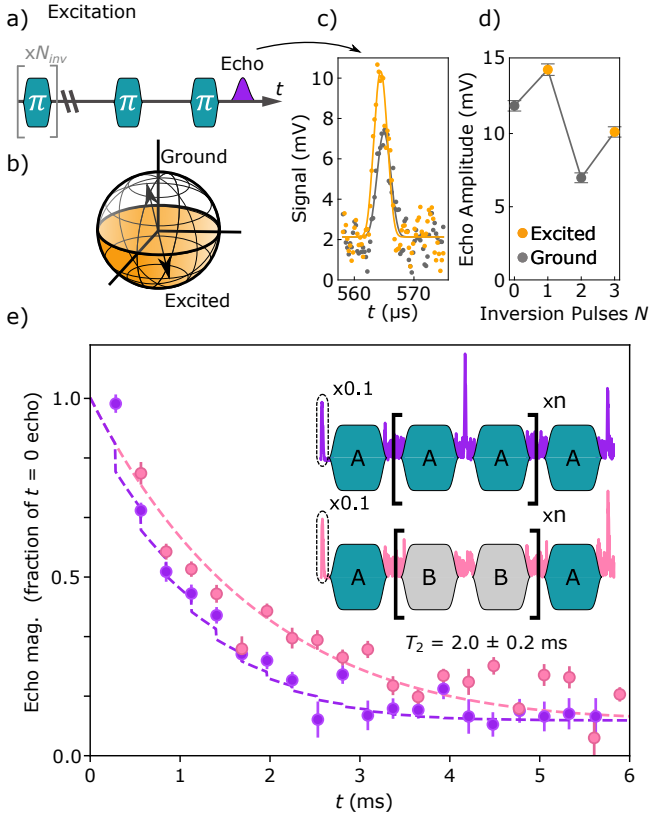 a) Excitation
xN_inv
π π π
Echo
t
b)
Ground
Excited
c)
Signal (mV)
10
8
6
4
2
0
560 570
t (μs)
d)
Echo Amplitude (mV)
15
10
5
0
Excited
Ground
0 1 2 3
Inversion Pulses N
e)
Echo mag. (fraction of t = 0 echo)
1.0
0.5
0.0
x0.1
xn
A A A A
x0.1
xn
A B B A
T₂ = 2.0 ± 0.2 ms
0 1 2 3 4 5 6
t (ms)